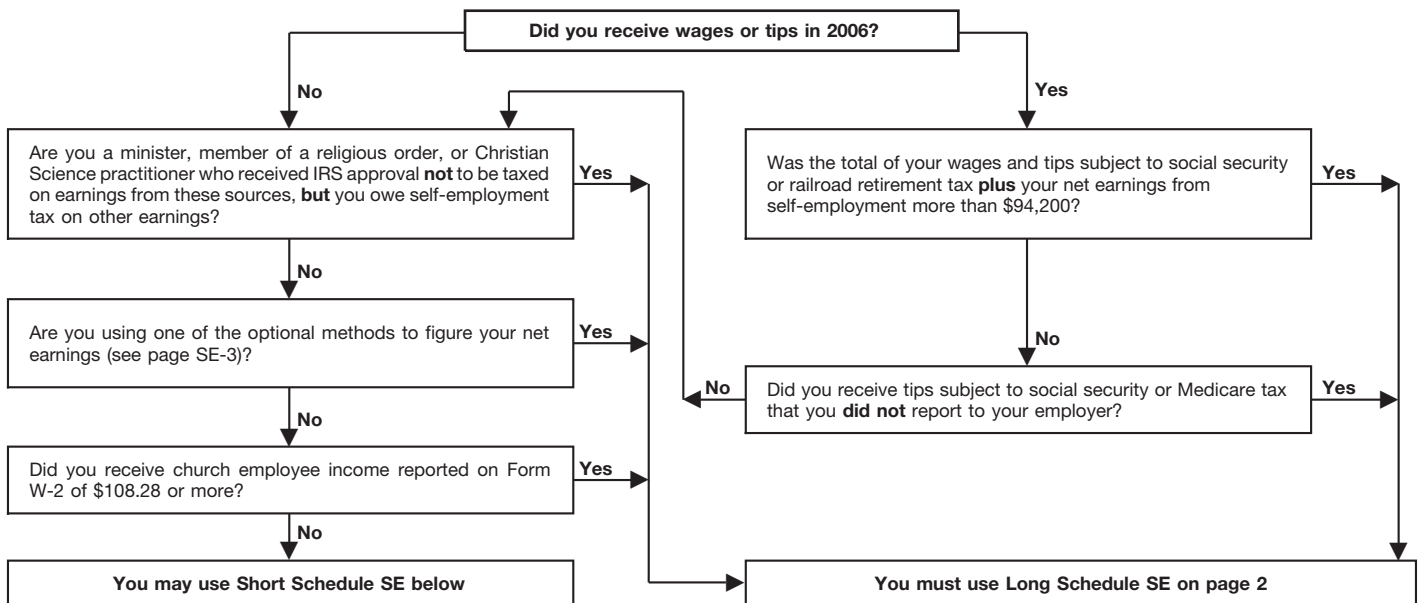 Did you receive wages or tips in 2006?
No
Yes
Are you a minister, member of a religious order, or Christian
Science practitioner who received IRS approval not to be taxed
on earnings from these sources, but you owe self-employment
tax on other earnings?
Yes
Was the total of your wages and tips subject to social security
or railroad retirement tax plus your net earnings from
self-employment more than $94,200?
Yes
No
Are you using one of the optional methods to figure your net
earnings (see page SE-3)?
Yes
No
No
Did you receive tips subject to social security or Medicare tax
that you did not report to your employer?
Yes
No
Did you receive church employee income reported on Form
W-2 of $108.28 or more?
Yes
No
You may use Short Schedule SE below
You must use Long Schedule SE on page 2